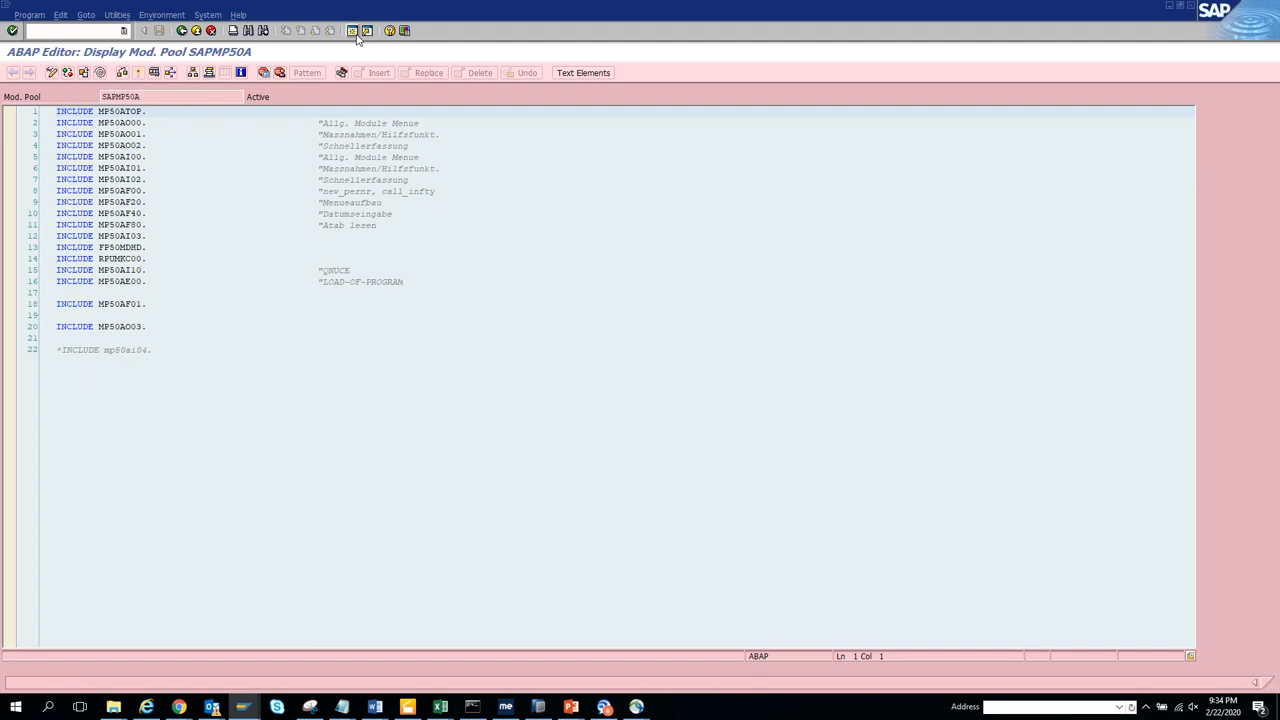 Program Edit Goto Utilities Environment System Help
SAP
ABAP Editor: Display Mod. Pool SAPMP50A
Pattern Insert Replace Delete Undo Text Elements
Mod. Pool SAPMP50A Active
1 INCLUDE MP50ATOP.
2 INCLUDE MP50AO00. "Allg. Module Menue
3 INCLUDE MP50AO01. "Massnahmen/Hilfsfunkt.
4 INCLUDE MP50AO02. "Schnellerfassung
5 INCLUDE MP50AI00. "Allg. Module Menue
6 INCLUDE MP50AI01. "Massnahmen/Hilfsfunkt.
7 INCLUDE MP50AI02. "Schnellerfassung
8 INCLUDE MP50AF00. "new_pernr, call_infty
9 INCLUDE MP50AF20. "Menueaufbau
10 INCLUDE MP50AF40. "Datumseingabe
11 INCLUDE MP50AF80. "Atab lesen
12 INCLUDE MP50AI03.
13 INCLUDE FP50MDHD.
14 INCLUDE RPUMKC00.
15 INCLUDE MP50AI10. "QNUCE
16 INCLUDE MP50AE00. "LOAD-OF-PROGRAM
17
18 INCLUDE MP50AF01.
19
20 INCLUDE MP50AO03.
21
22 *INCLUDE mp50ai04.
ABAP Ln 1 Col 1
Address 9:34 PM
2/22/2020